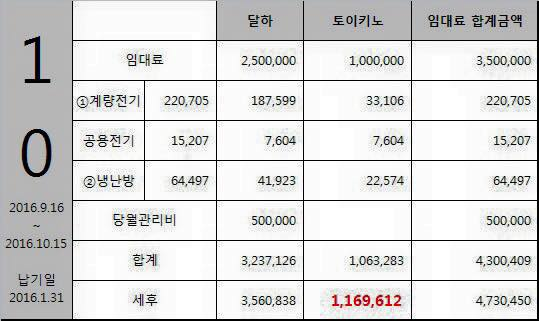 달하 토이키노 임대료 합계금액
1
0
2016.9.16
~
2016.10.15
납기일
2016.1.31
임대료 2,500,000 1,000,000 3,500,000
①계량전기 220,705 187,599 33,106 220,705
공용전기 15,207 7,604 7,604 15,207
②냉난방 64,497 41,923 22,574 64,497
당월관리비 500,000 500,000
합계 3,237,126 1,063,283 4,300,409
세후 3,560,838 1,169,612 4,730,450